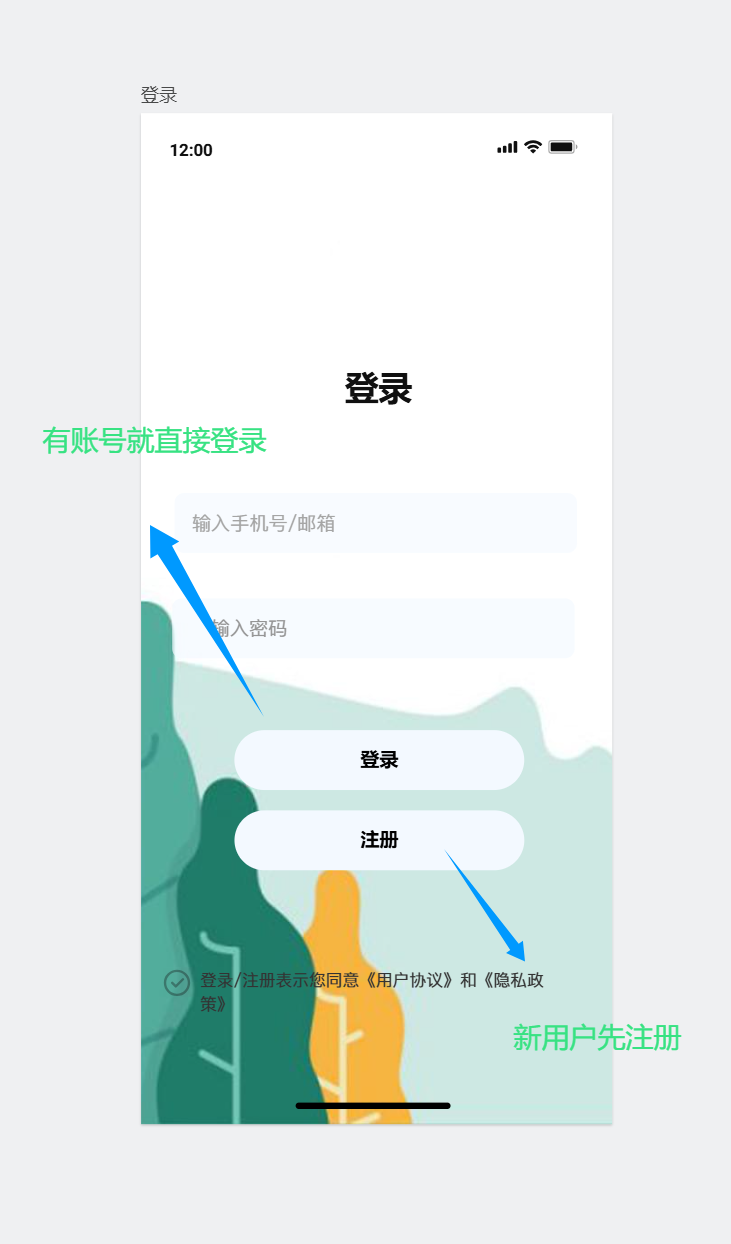 登录
12:00
登录
有账号就直接登录
输入手机号/邮箱
输入密码
登录
注册
登录/注册表示您同意《用户协议》和《隐私政
策》
新用户先注册